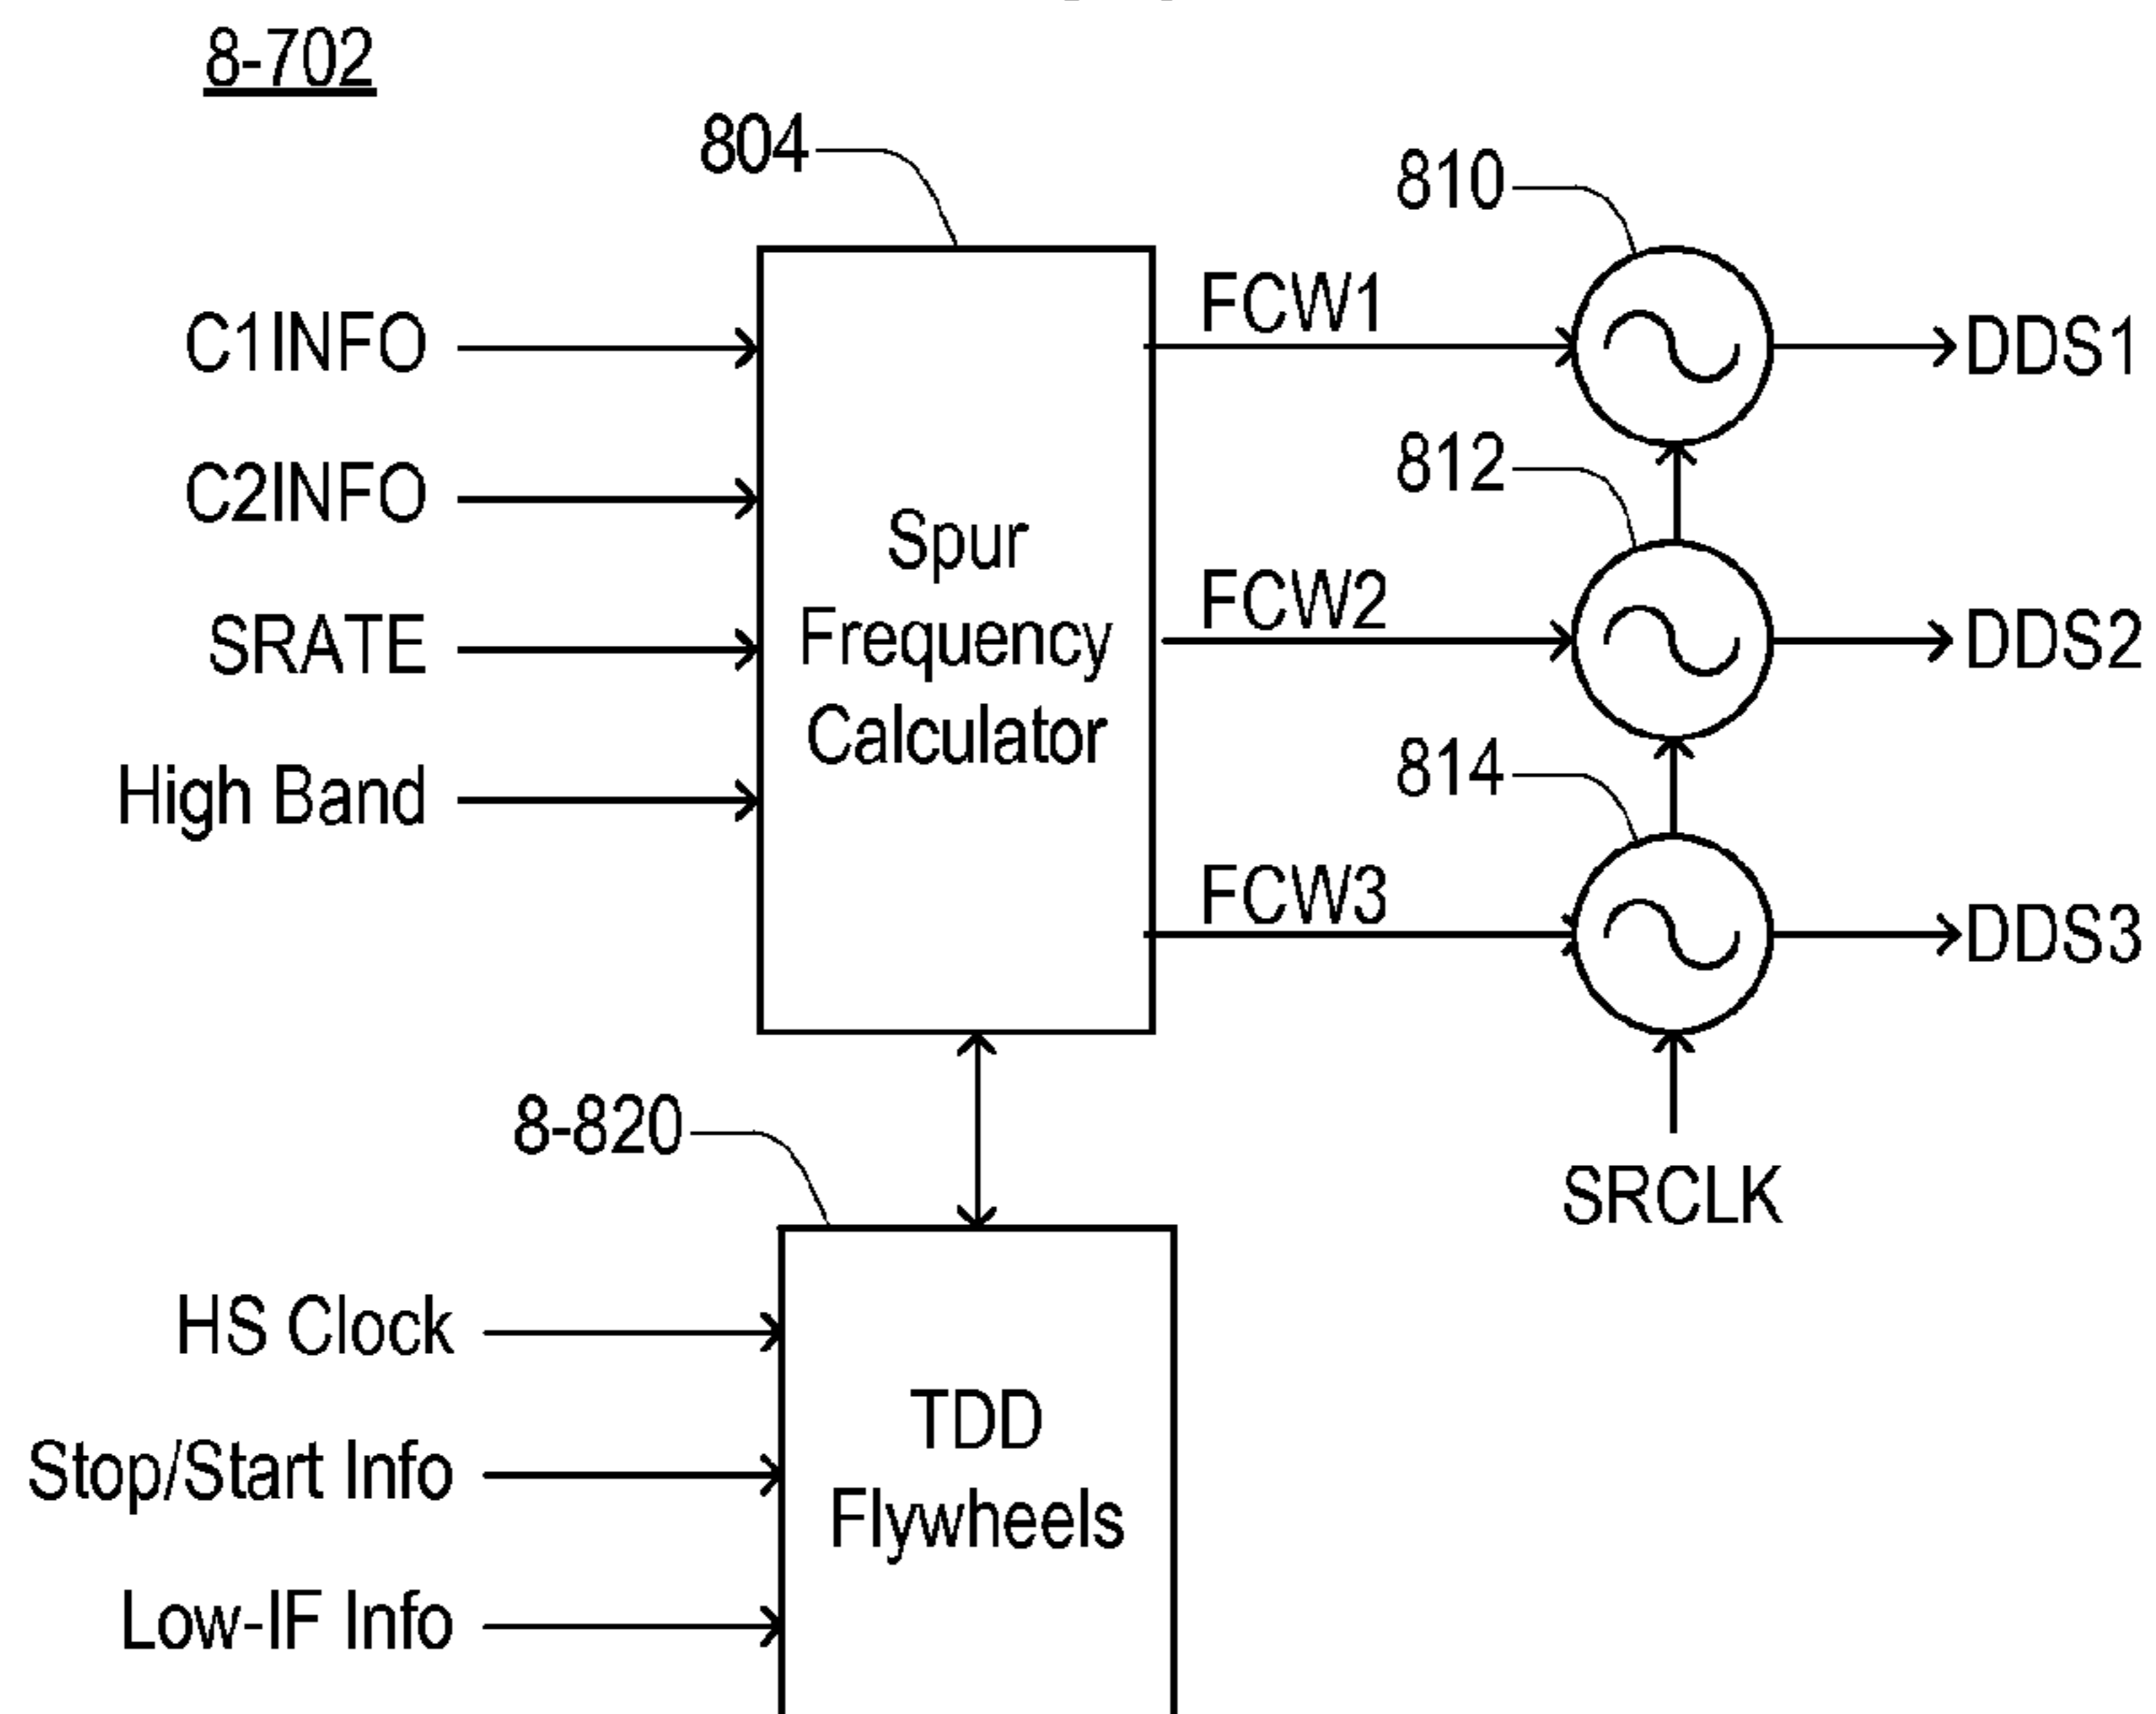 8-702
804
810
C1INFO
FCW1
DDS1
C2INFO
812
Spur
Frequency
Calculator
SRATE
FCW2
DDS2
High Band
814
FCW3
DDS3
8-820
SRCLK
HS Clock
TDD
Flywheels
Stop/Start Info
Low-IF Info